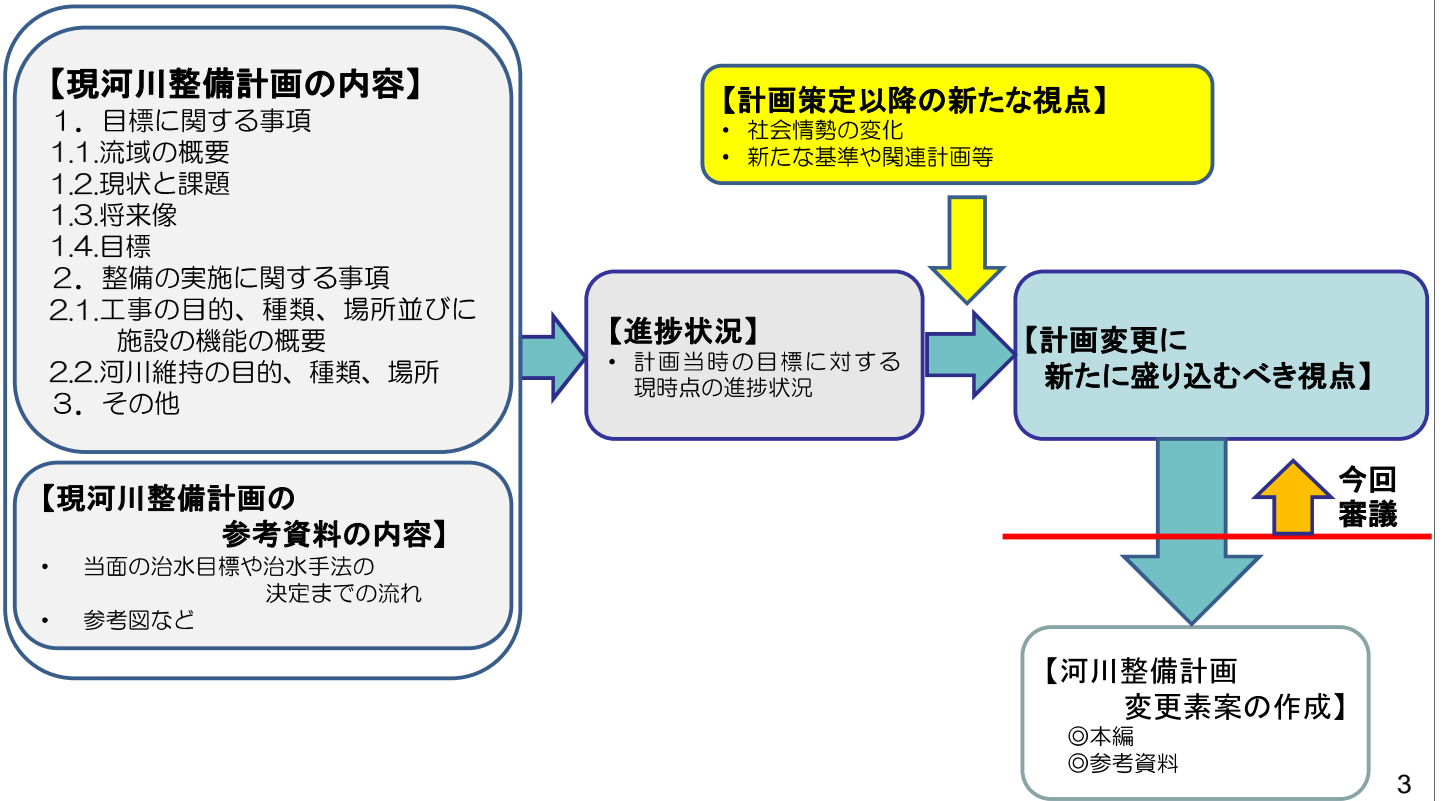 【現河川整備計画の内容】
１．目標に関する事項
1.1.流域の概要
1.2.現状と課題
1.3.将来像
1.4.目標
２．整備の実施に関する事項
2.1.工事の目的、種類、場所並びに
施設の機能の概要
2.2.河川維持の目的、種類、場所
３．その他
【現河川整備計画の
参考資料の内容】
• 当面の治水目標や治水手法の
決定までの流れ
• 参考図など
【計画策定以降の新たな視点】
• 社会情勢の変化
• 新たな基準や関連計画等
【進捗状況】
• 計画当時の目標に対する
現時点の進捗状況
【計画変更に
新たに盛り込むべき視点】
今回
審議
【河川整備計画
変更素案の作成】
◎本編
◎参考資料
3